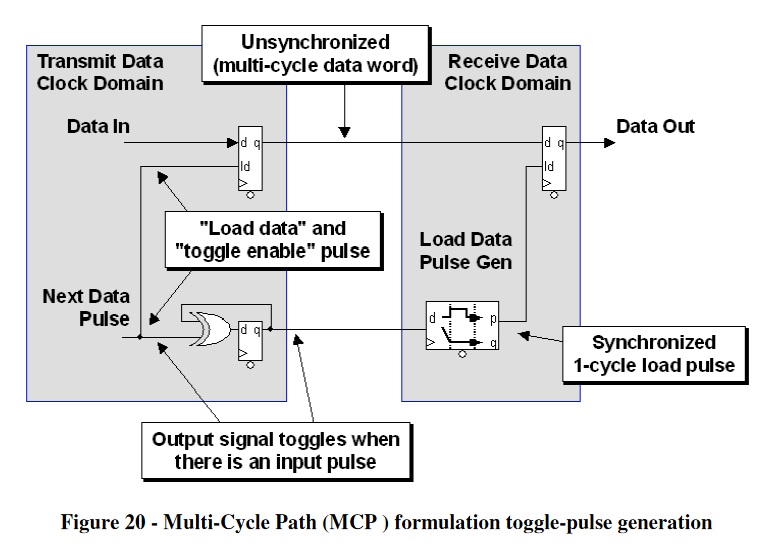 Unsynchronized
(multi-cycle data word)
Transmit Data
Clock Domain
Receive Data
Clock Domain
Data In
d q
ld
d q
ld
Data Out
"Load data" and
"toggle enable" pulse
Load Data
Pulse Gen
Next Data
Pulse
d q
d p
q
Synchronized
1-cycle load pulse
Output signal toggles when
there is an input pulse
Figure 20 - Multi-Cycle Path (MCP ) formulation toggle-pulse generation